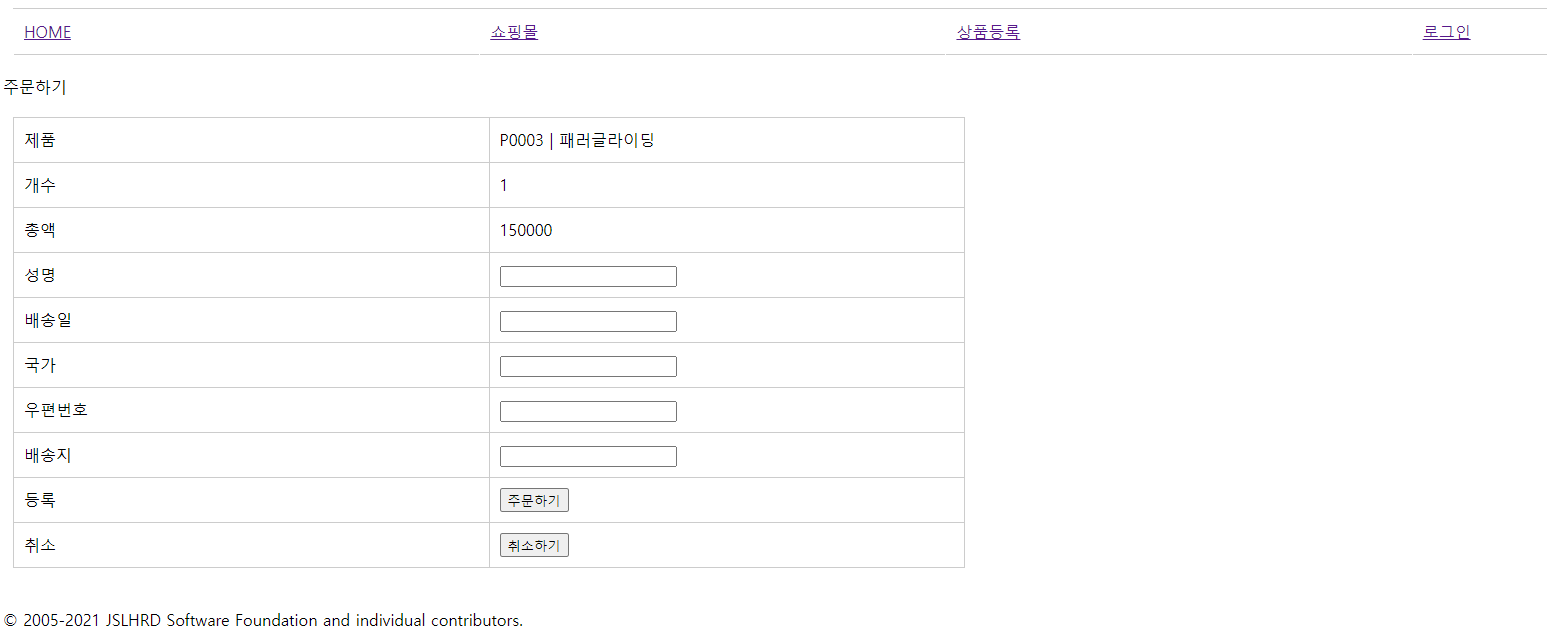 HOME 쇼핑몰 상품등록 로그인
주문하기
제품 P0003 | 패러글라이딩
개수 1
총액 150000
성명
배송일
국가
우편번호
배송지
등록 주문하기
취소 취소하기
© 2005-2021 JSLHRD Software Foundation and individual contributors.